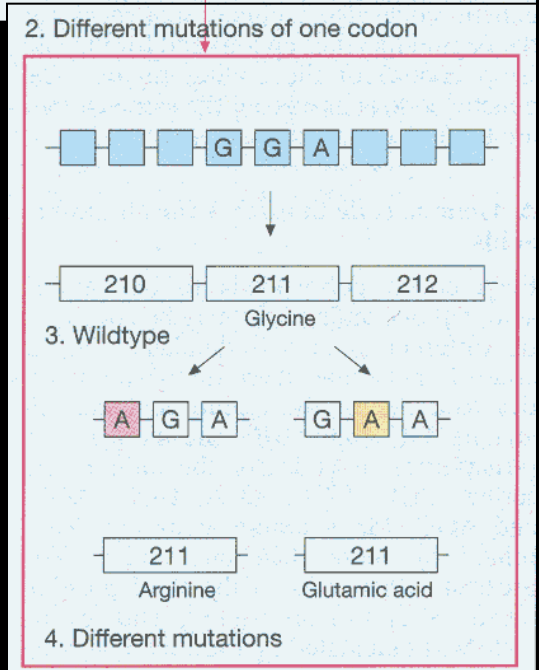 2. Different mutations of one codon
G G A
210 211 212
Glycine
3. Wildtype
A G A G A A
211 211
Arginine Glutamic acid
4. Different mutations